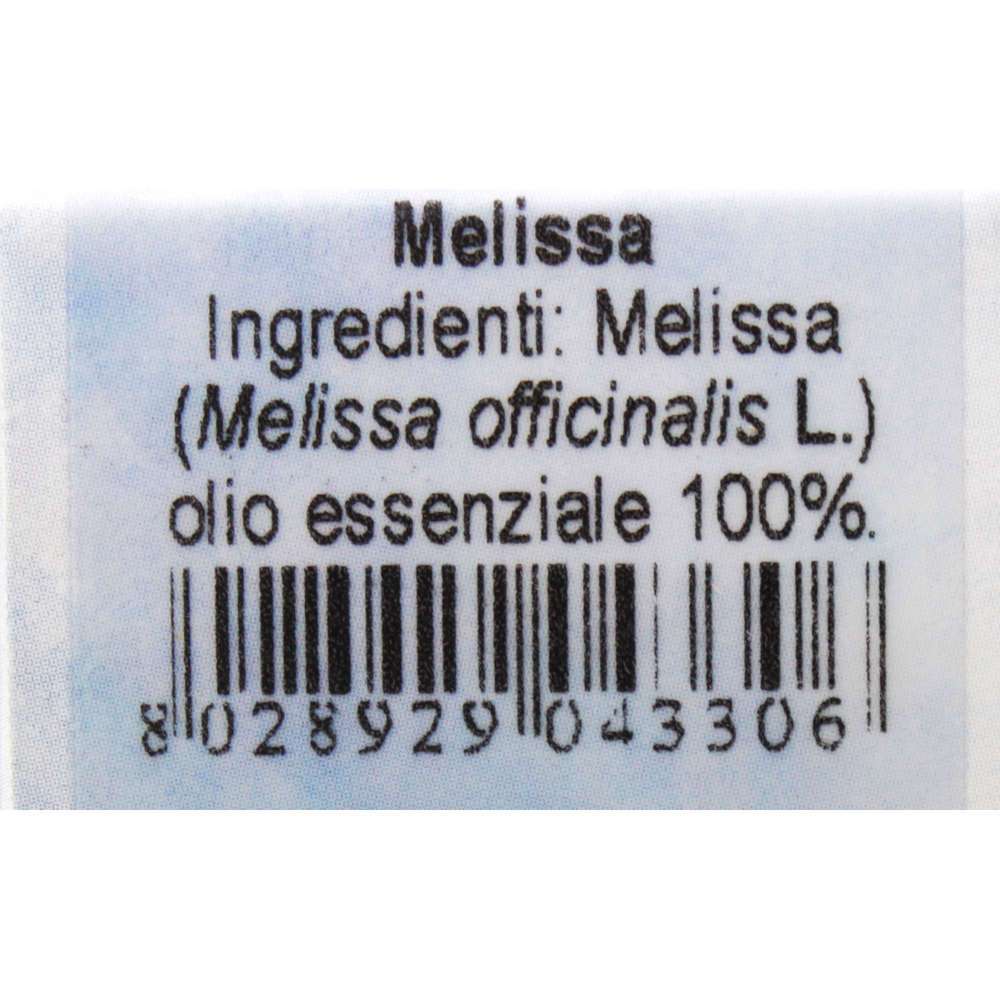 Melissa
Ingredienti: Melissa
(Melissa officinalis L.)
olio essenziale 100%.
8 028929 043306